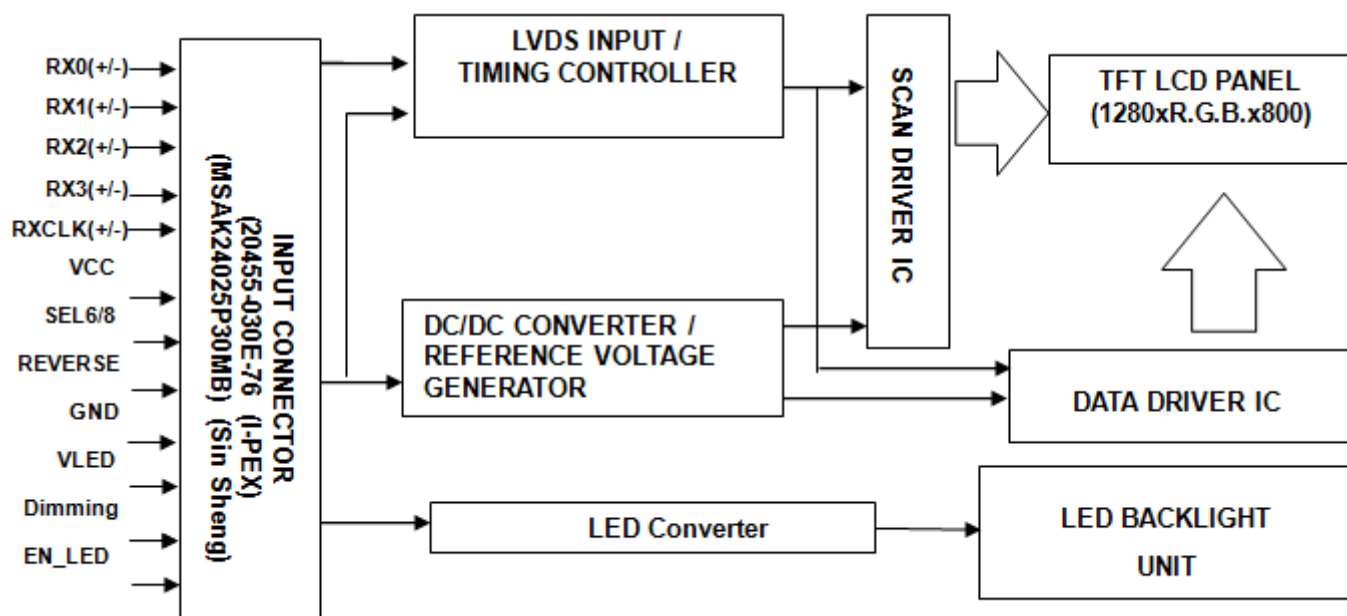 RX0(+/-)
RX1(+/-)
RX2(+/-)
RX3(+/-)
RXCLK(+/-)
VCC
SEL6/8
REVERSE
GND
VLED
Dimming
EN_LED
INPUT CONNECTOR
(20455-030E-76 (I-PEX)
(MSAK24025P30MB) (Sin Sheng)
LVDS INPUT /
TIMING CONTROLLER
DC/DC CONVERTER /
REFERENCE VOLTAGE
GENERATOR
LED Converter
SCAN DRIVER IC
TFT LCD PANEL
(1280xR.G.B.x800)
DATA DRIVER IC
LED BACKLIGHT
UNIT